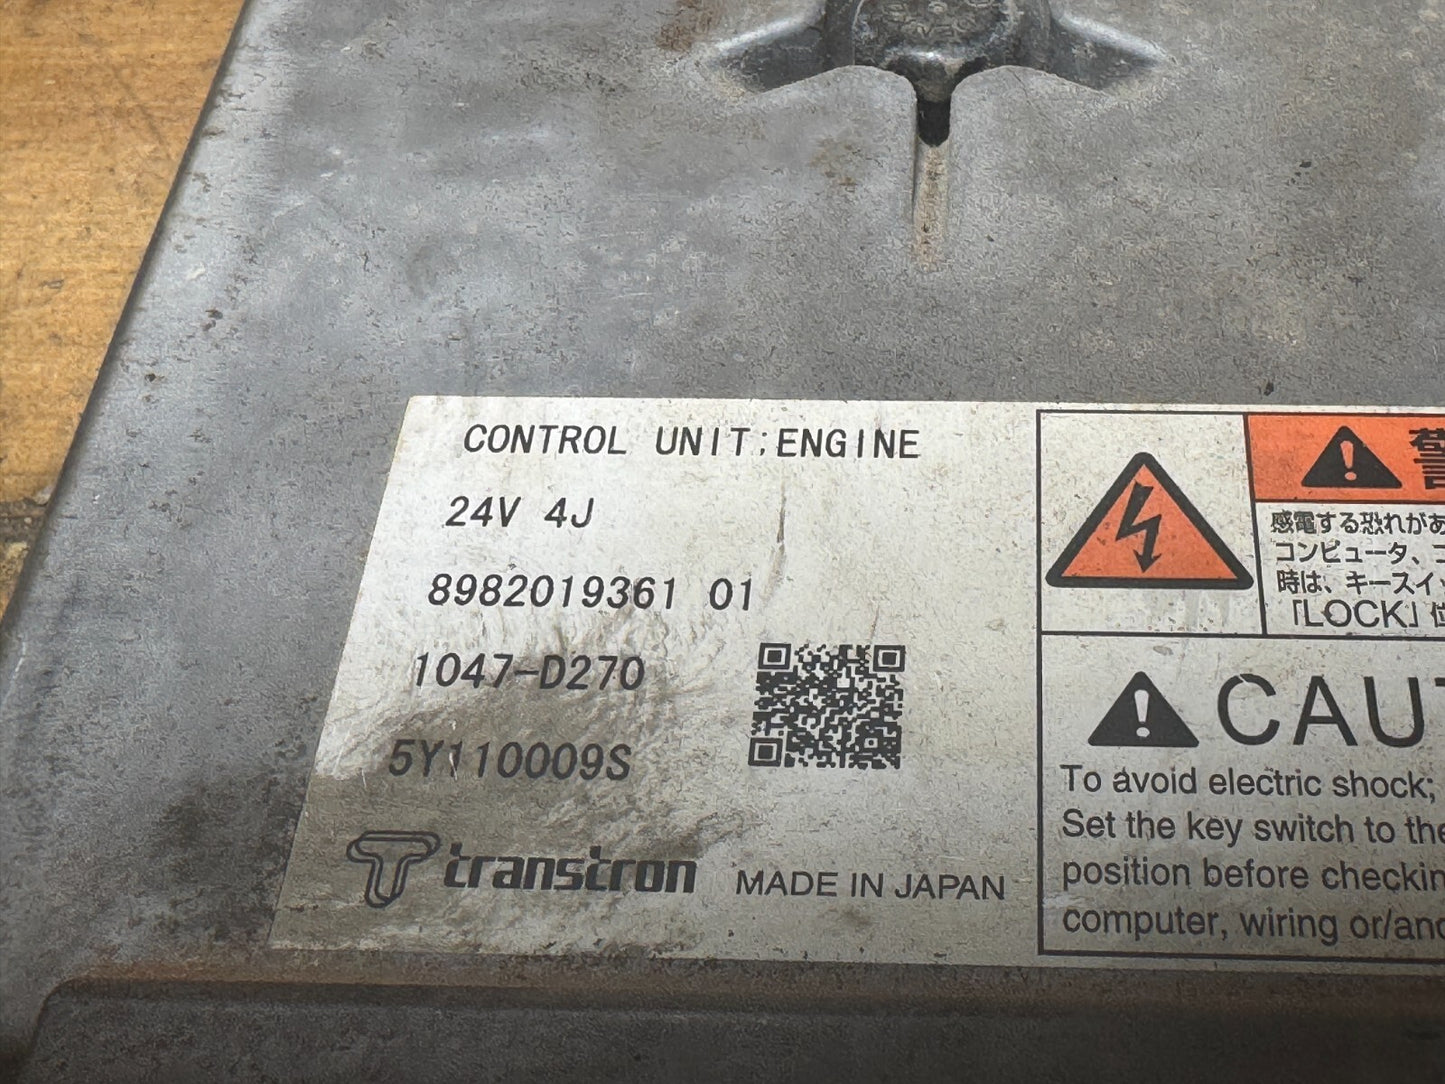 CONTROL UNIT;ENGINE
24V 4J
8982019361 01
1047-D270
5Y110009S
transtron MADE IN JAPAN
感電する恐れがあ
コンピュータ、コ
時は、キースイッ
「LOCK」位
CAUT
To avoid electric shock;
Set the key switch to the
position before checkin
computer, wiring or/and